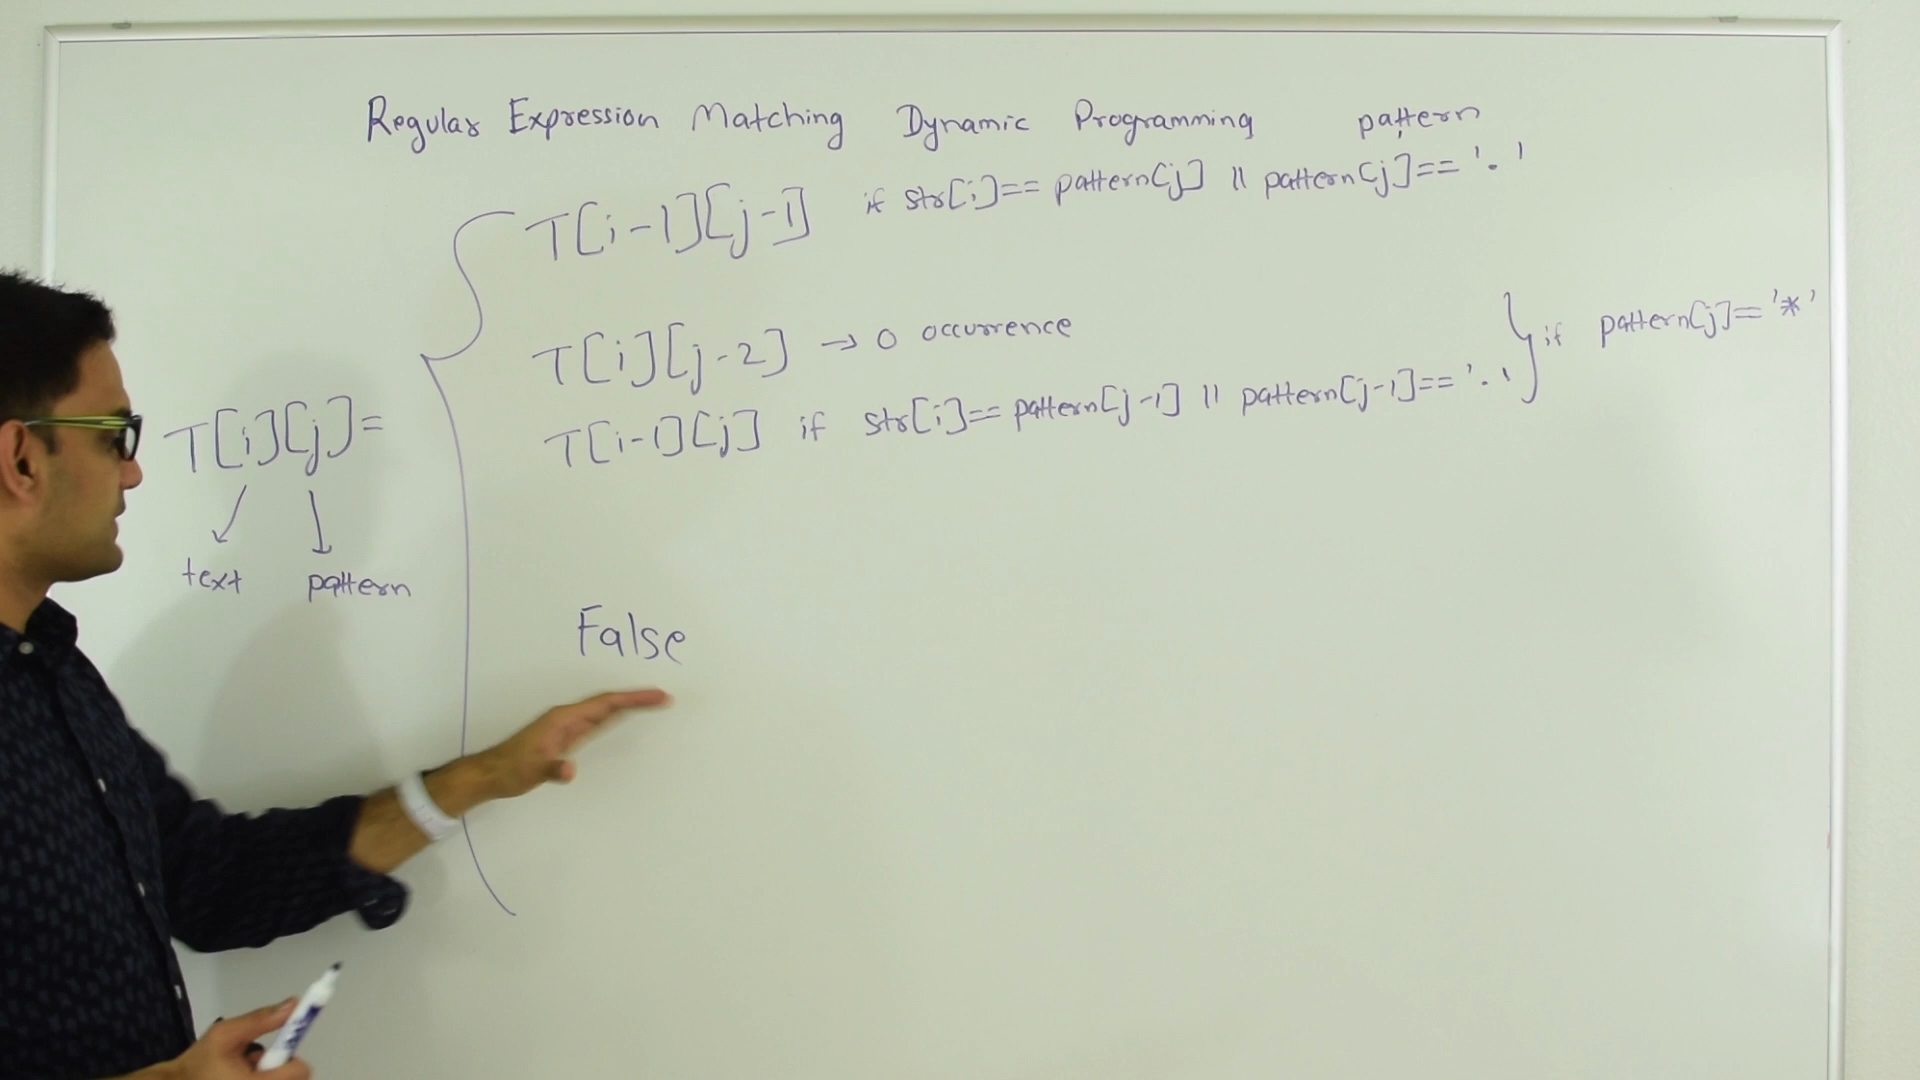 Regular Expression Matching Dynamic Programming pattern
T[i-1][j-1] if str[i]== pattern[j] || pattern[j]=='.'
T[i][j-2] → 0 occurrence
if pattern[j]=='*'
T[i-1][j] if str[i]== pattern[j-1] || pattern[j-1]=='.'
T[i][j]=
text pattern
False